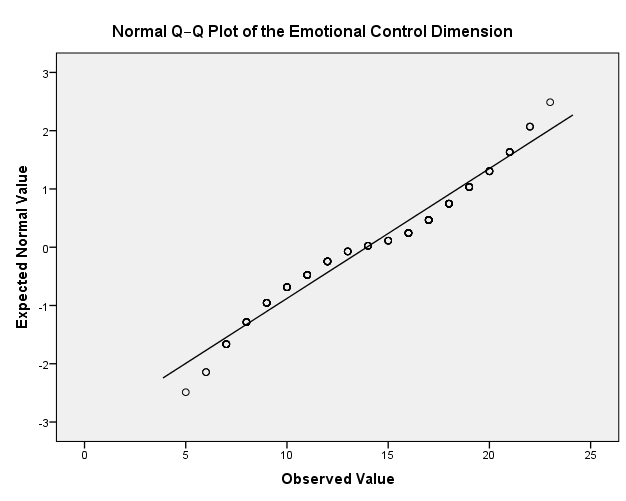 Normal Q–Q Plot of the Emotional Control Dimension
Expected Normal Value
3
2
1
0
-1
-2
-3
0 5 10 15 20 25
Observed Value